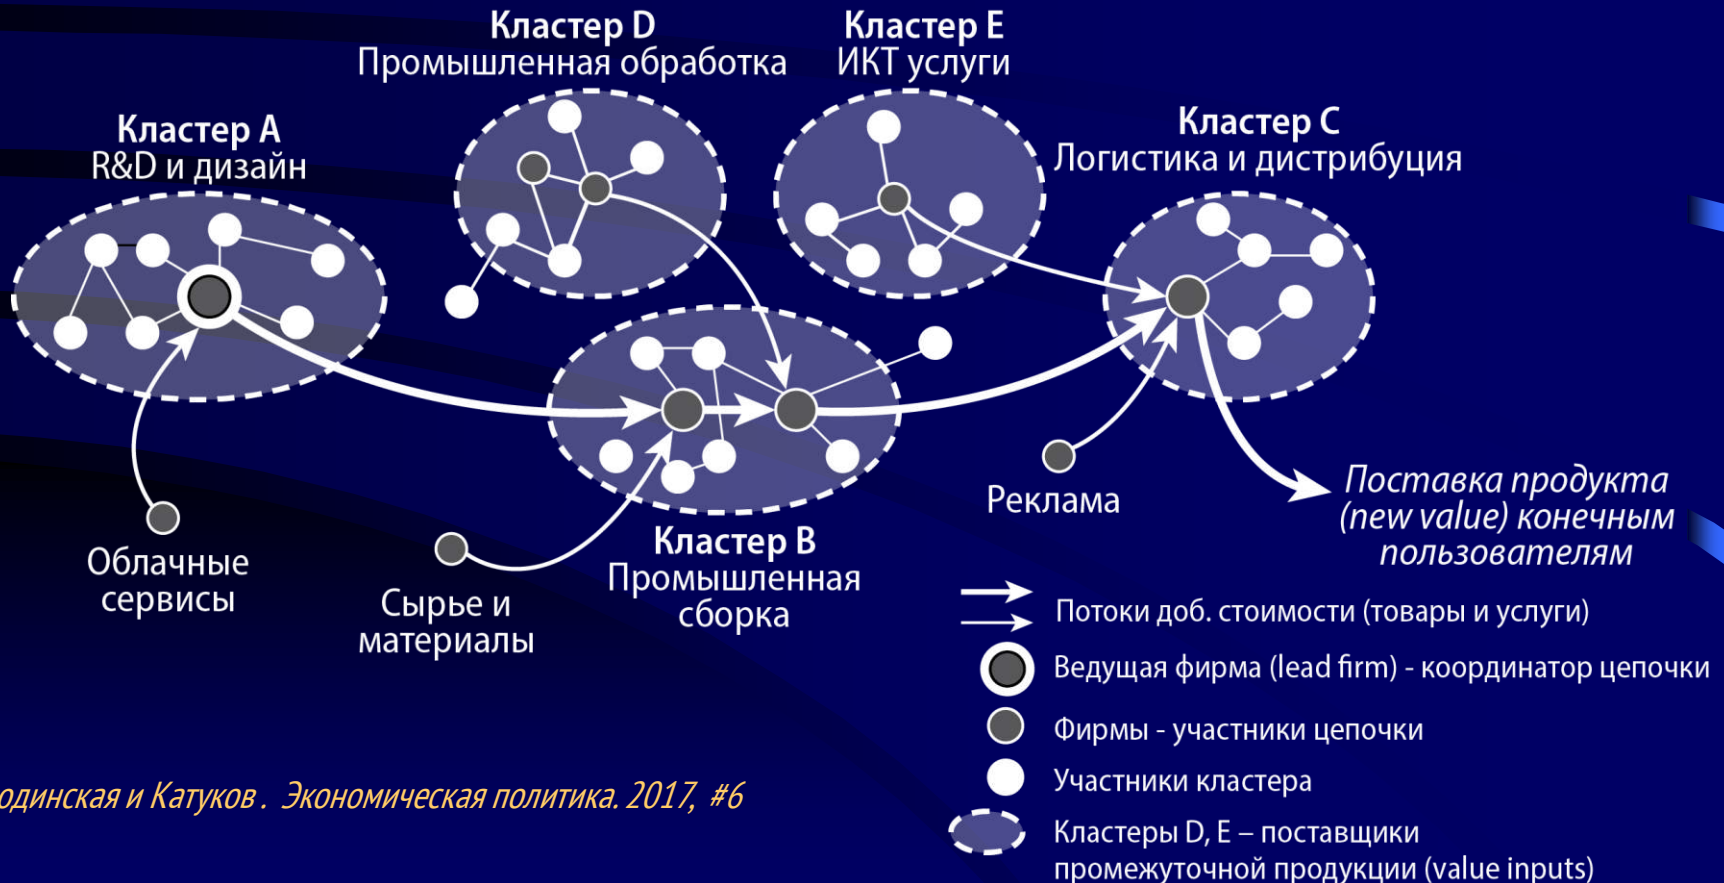 Кластер D
Промышленная обработка
Кластер E
ИКТ услуги
Кластер A
R&D и дизайн
Кластер C
Логистика и дистрибуция
Облачные
сервисы
Сырье и
материалы
Кластер B
Промышленная
сборка
Реклама
Поставка продукта
(new value) конечным
пользователям
Потоки доб. стоимости (товары и услуги)
Ведущая фирма (lead firm) - координатор цепочки
Фирмы - участники цепочки
Участники кластера
Кластеры D, E – поставщики
промежуточной продукции (value inputs)
и Катуков . Экономическая политика. 2017, #6